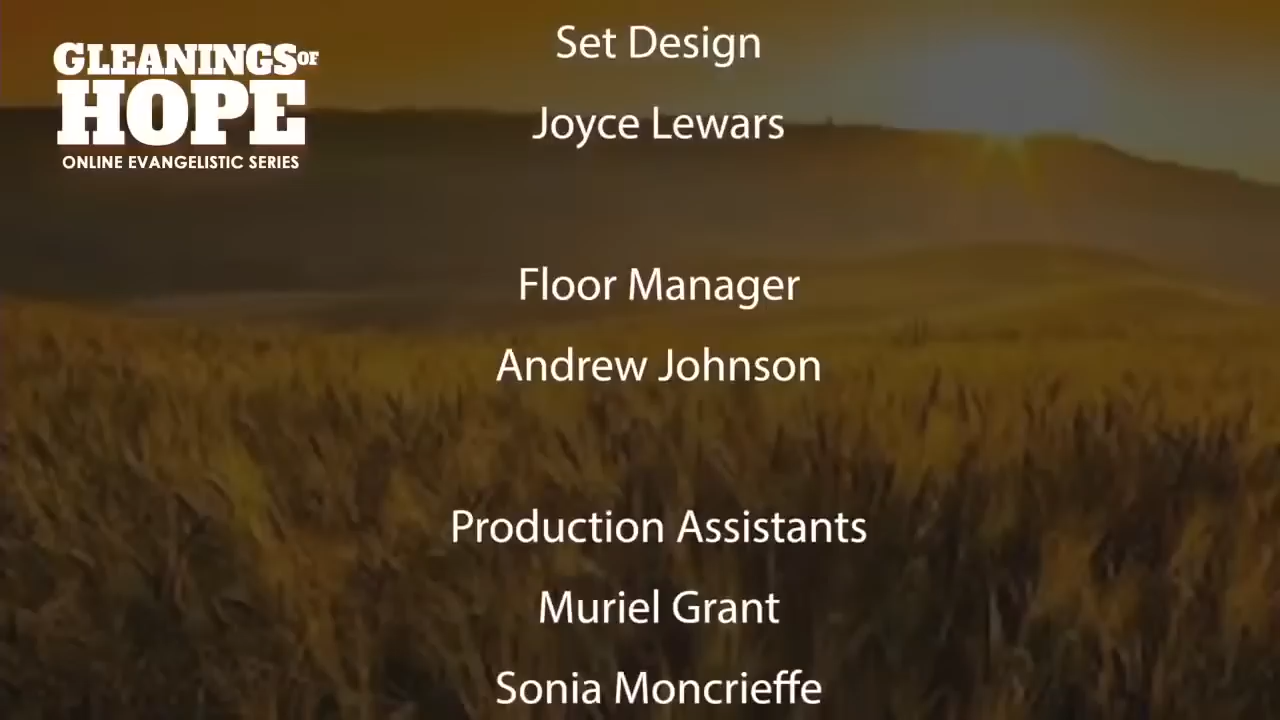 GLEANINGS OF
HOPE
ONLINE EVANGELISTIC SERIES
Set Design
Joyce Lewars
Floor Manager
Andrew Johnson
Production Assistants
Muriel Grant
Sonia Moncrieffe